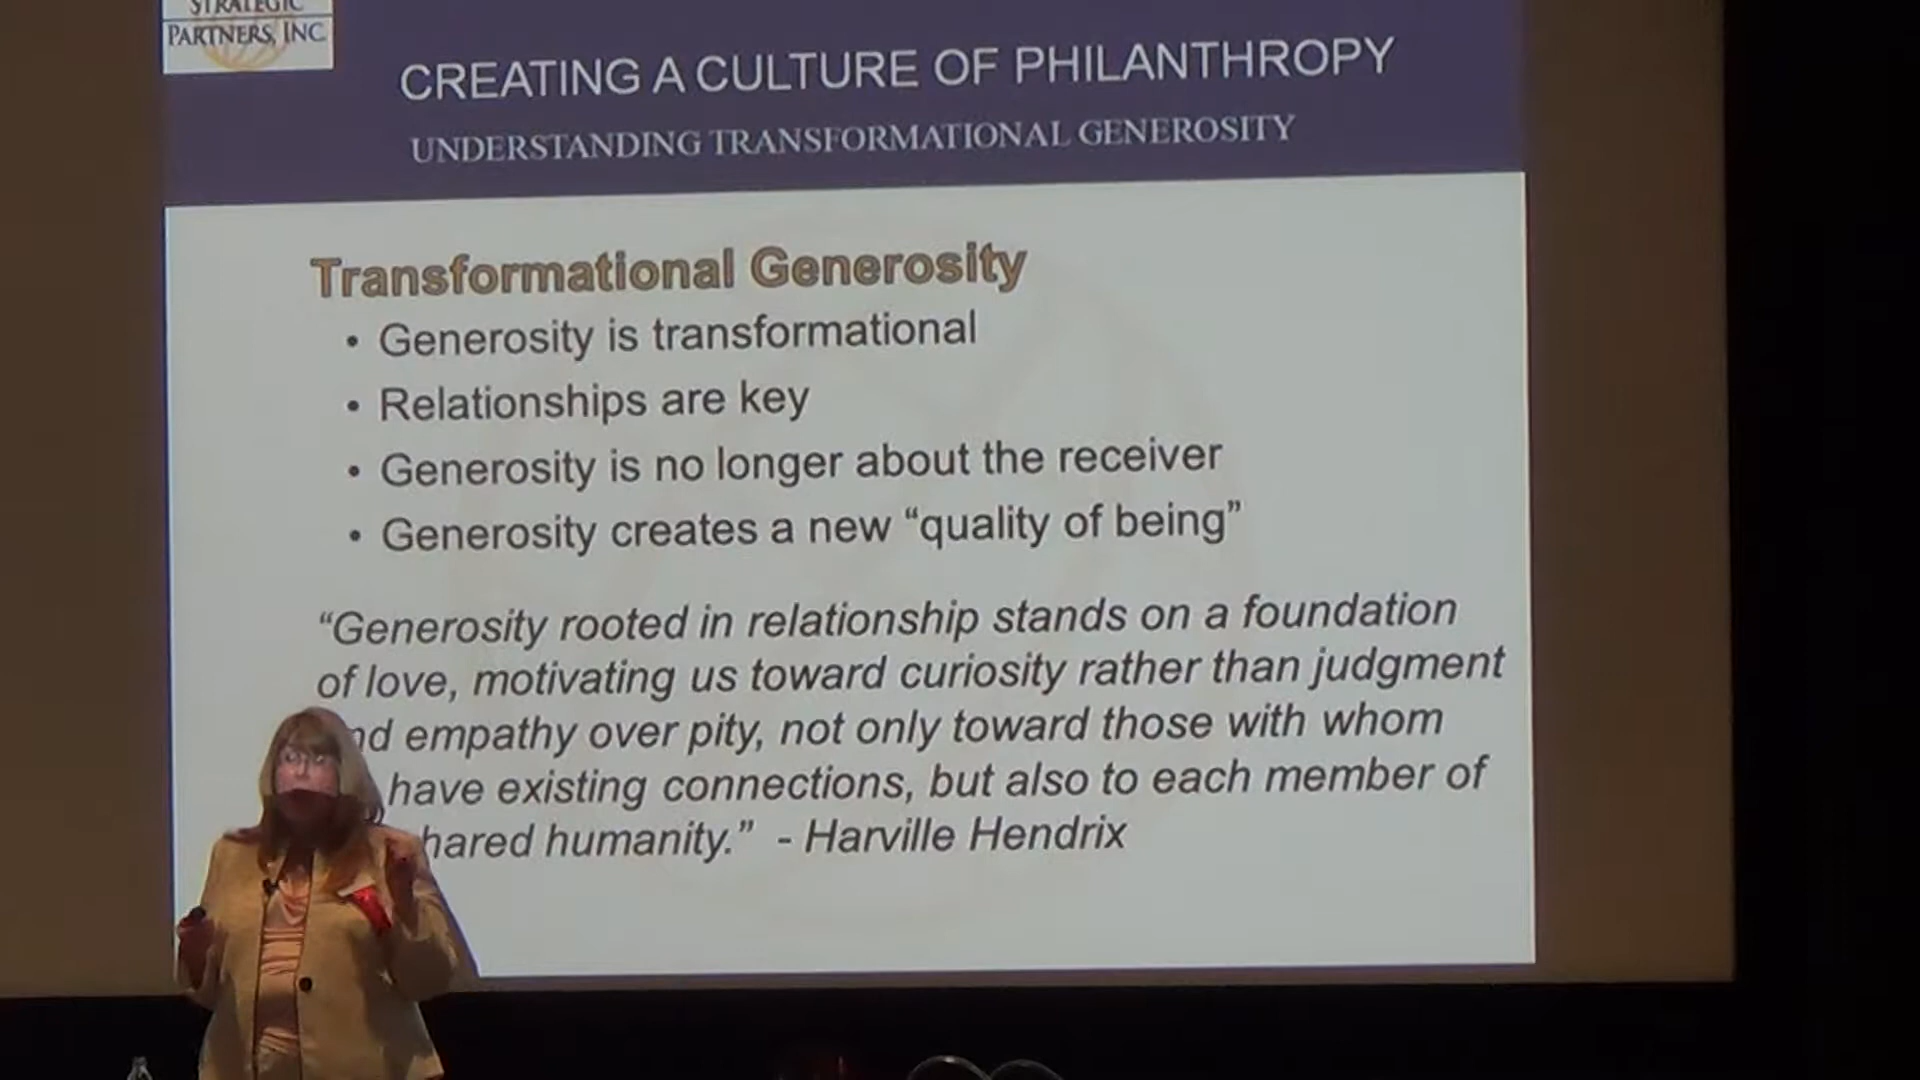 STRATEGIC
PARTNERS, INC
CREATING A CULTURE OF PHILANTHROPY
UNDERSTANDING TRANSFORMATIONAL GENEROSITY
Transformational Generosity
• Generosity is transformational
• Relationships are key
• Generosity is no longer about the receiver
• Generosity creates a new “quality of being”
“Generosity rooted in relationship stands on a foundation
of love, motivating us toward curiosity rather than judgment
nd empathy over pity, not only toward those with whom
have existing connections, but also to each member of
hared humanity.” - Harville Hendrix